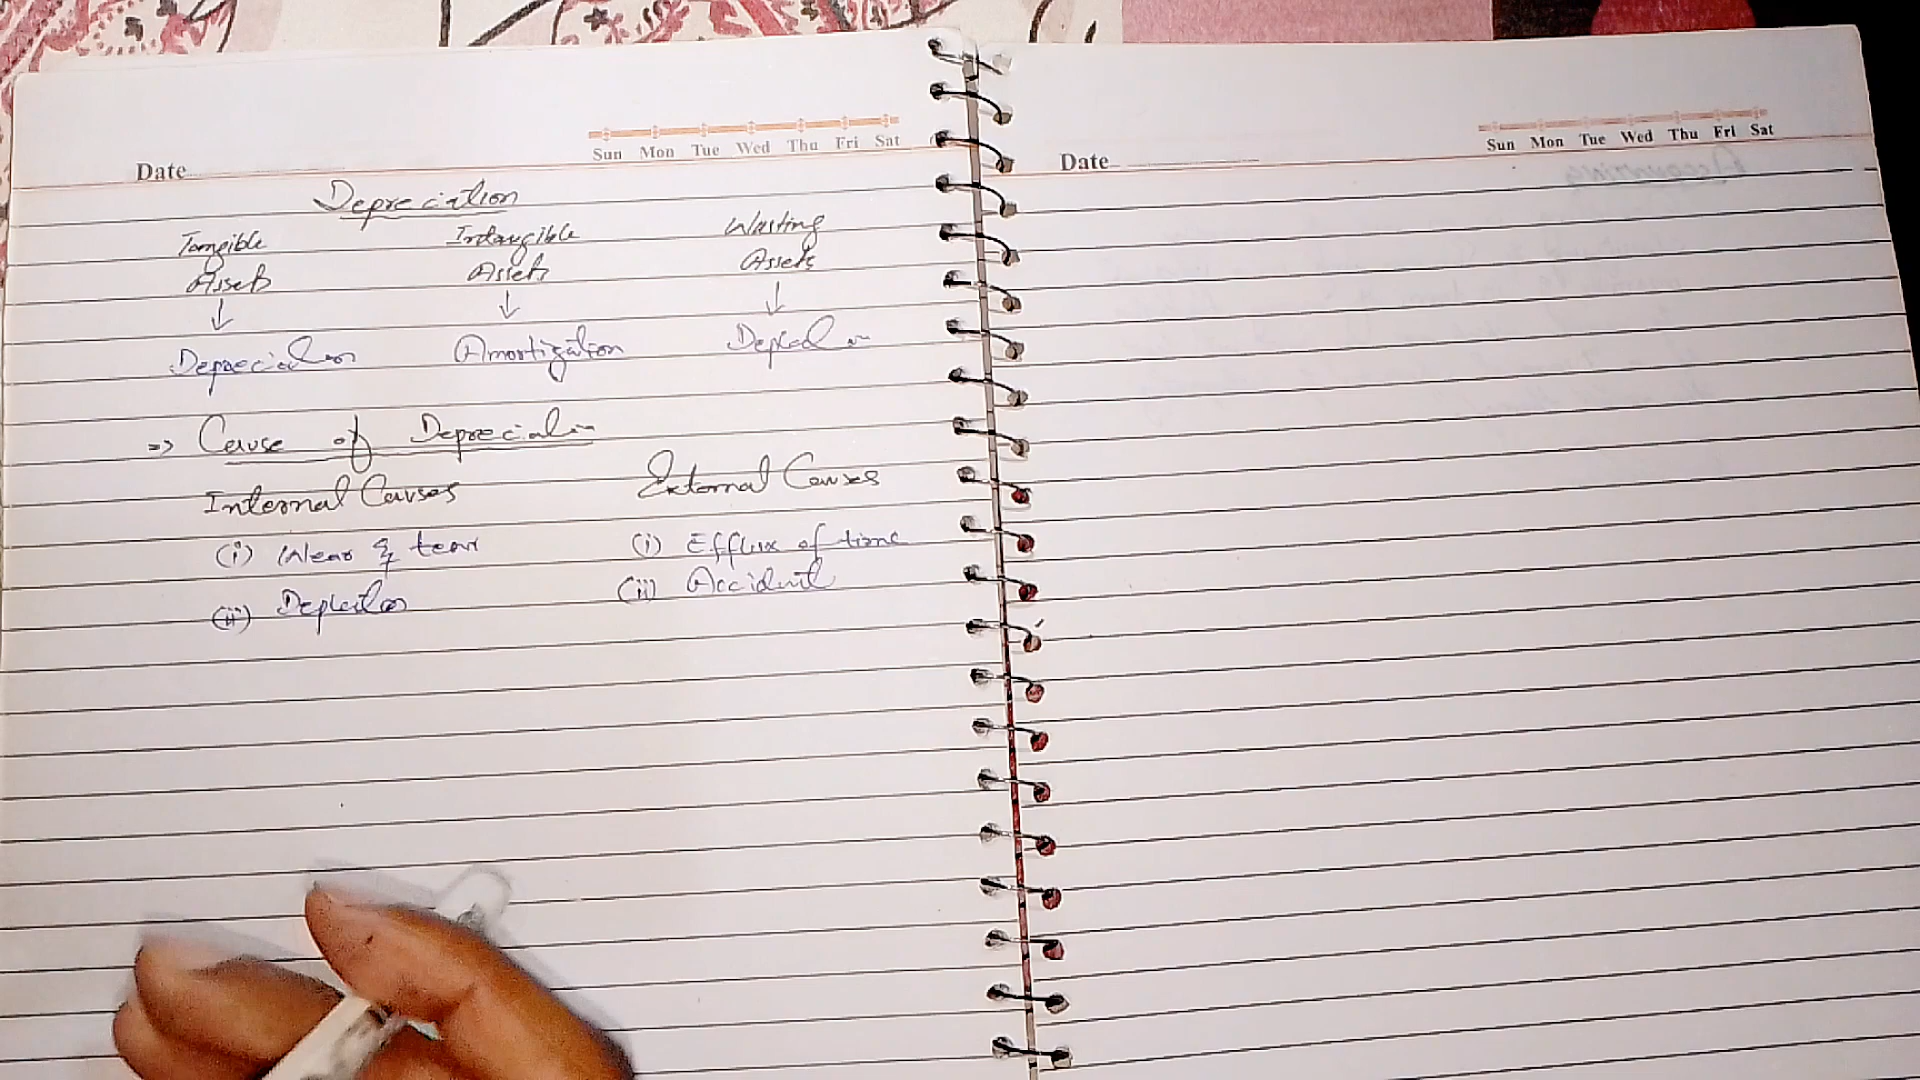 Date
Sun Mon Tue Wed Thu Fri Sat
Depreciation
Tangible Assets
Intangible Assets
Wasting Assets
↓ ↓ ↓
Depreciation Amortization Depletion
=> Cause of Depreciation
Internal Causes External Causes
(i) Wear & tear (i) Efflux of time
(ii) Depletion (ii) Accident
Date
Sun Mon Tue Wed Thu Fri Sat